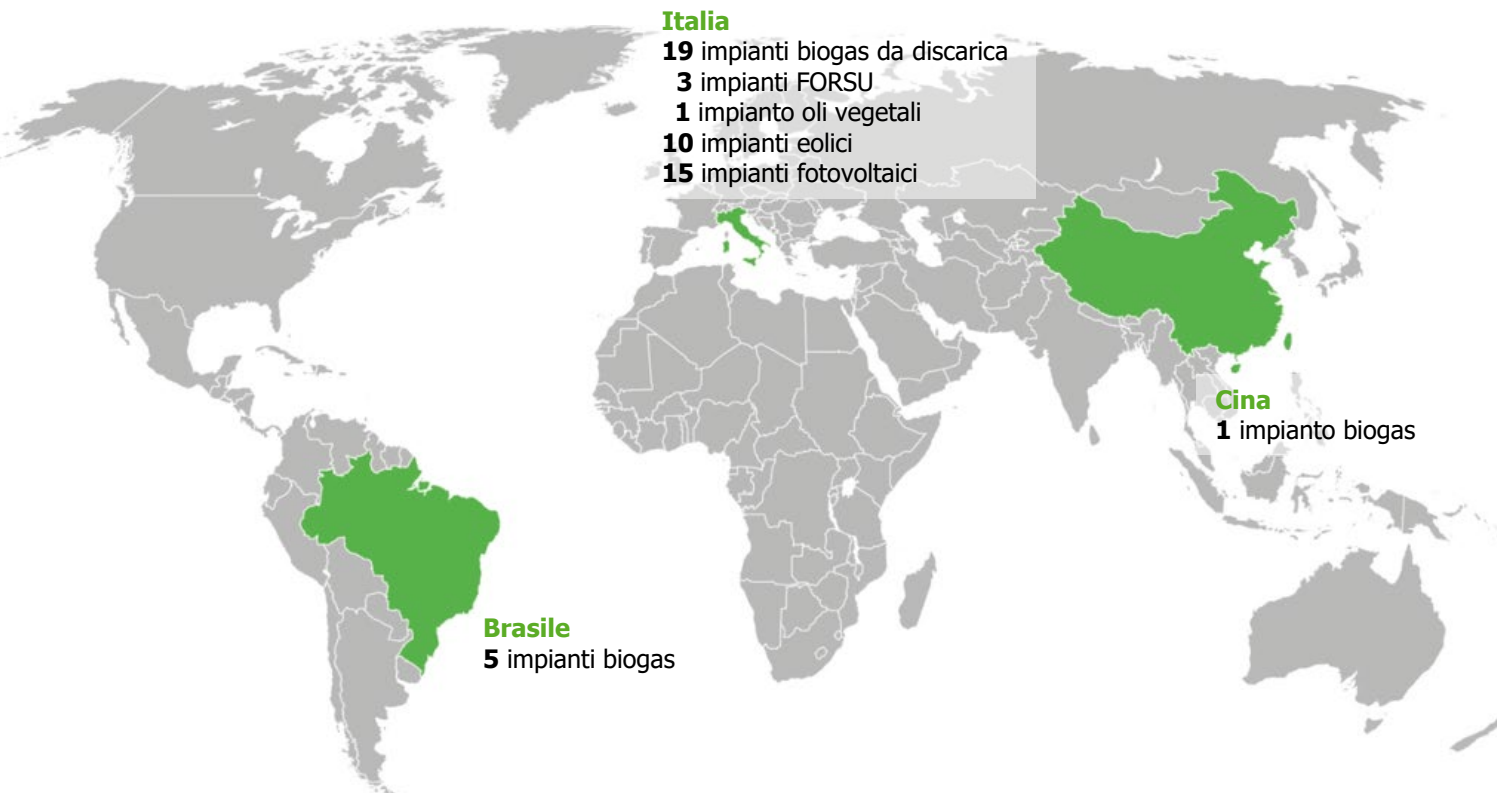 Italia
19 impianti biogas da discarica
3 impianti FORSU
1 impianto oli vegetali
10 impianti eolici
15 impianti fotovoltaici
Cina
1 impianto biogas
Brasile
5 impianti biogas